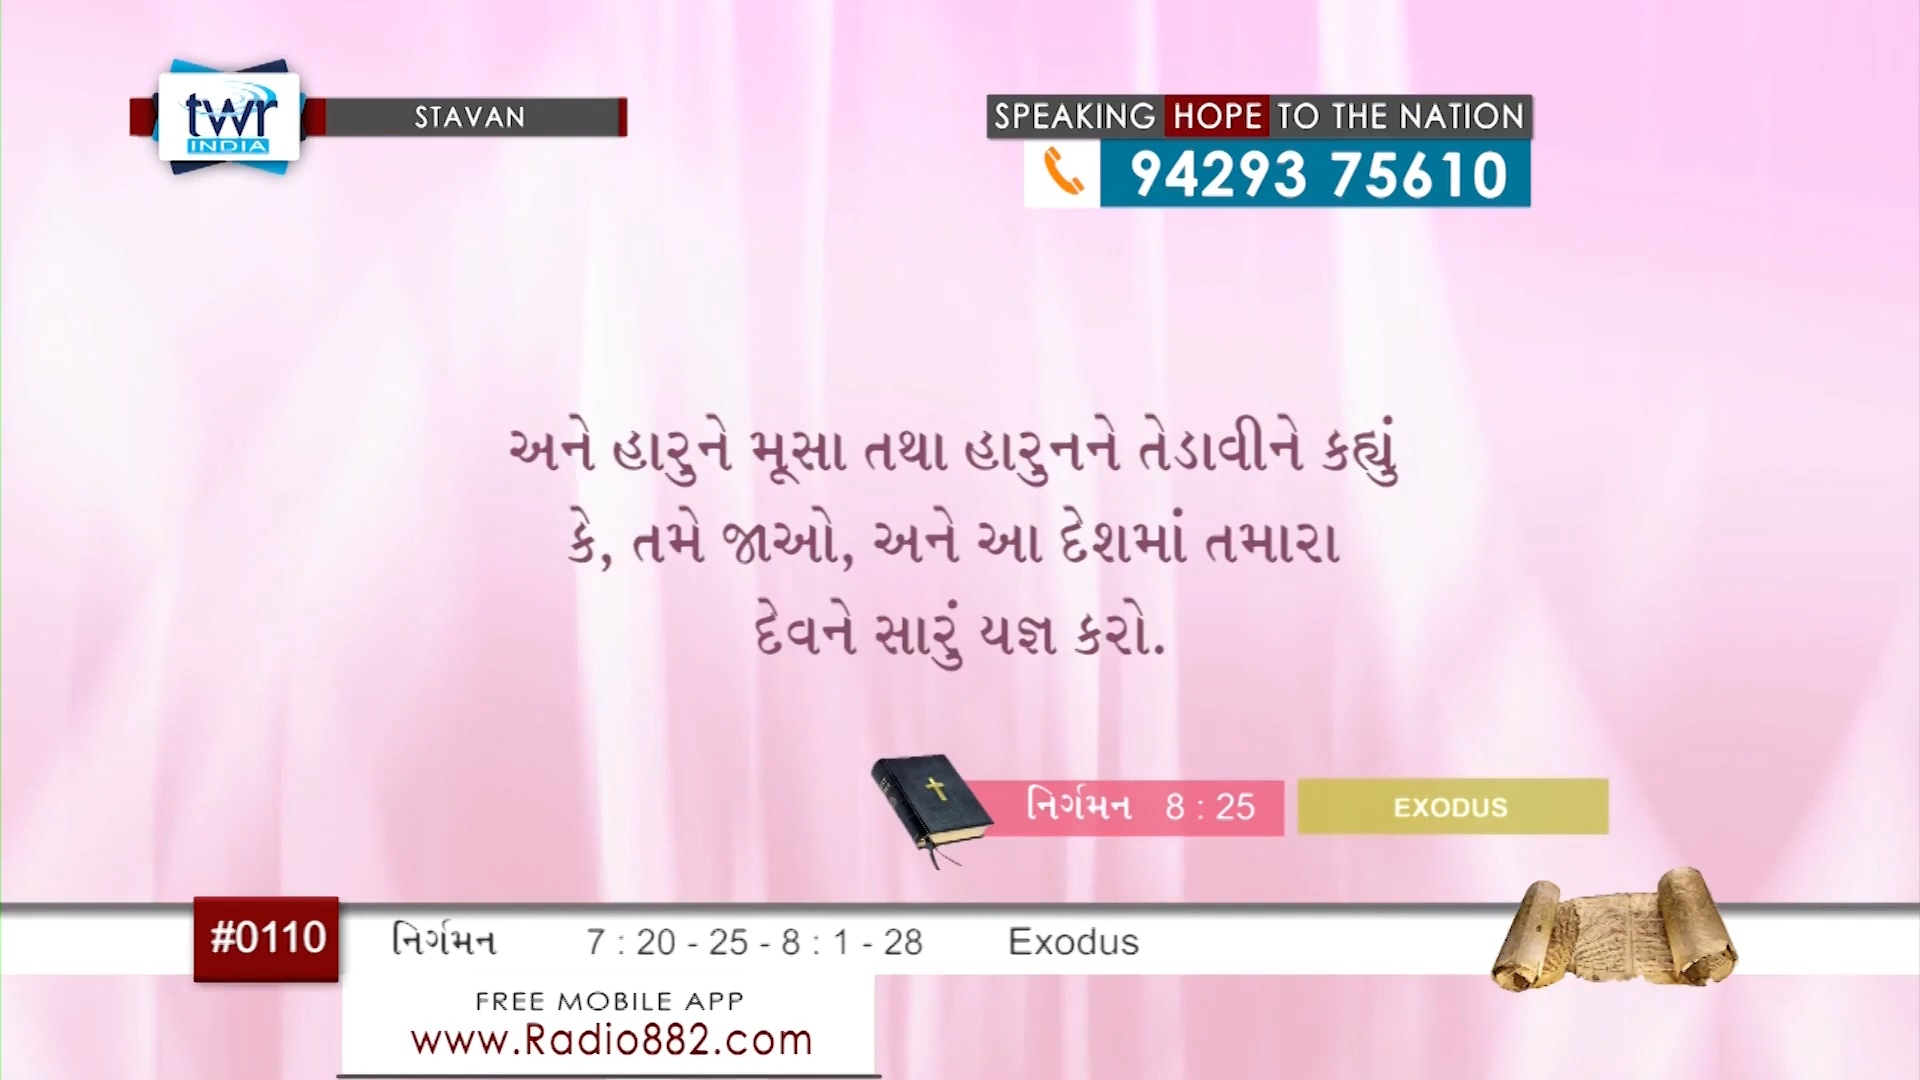 twr
INDIA
STAVAN
SPEAKING HOPE TO THE NATION
94293 75610
અને હારુને મૂસા તથા હારુનને તેડાવીને કહ્યું
કે, તમે જાઓ, અને આ દેશમાં તમારા
દેવને સારું યજ્ઞ કરો.
નિર્ગમન 8 : 25
EXODUS
#0110
નિર્ગમન 7 : 20 - 25 - 8 : 1 - 28 Exodus
FREE MOBILE APP
www.Radio882.com